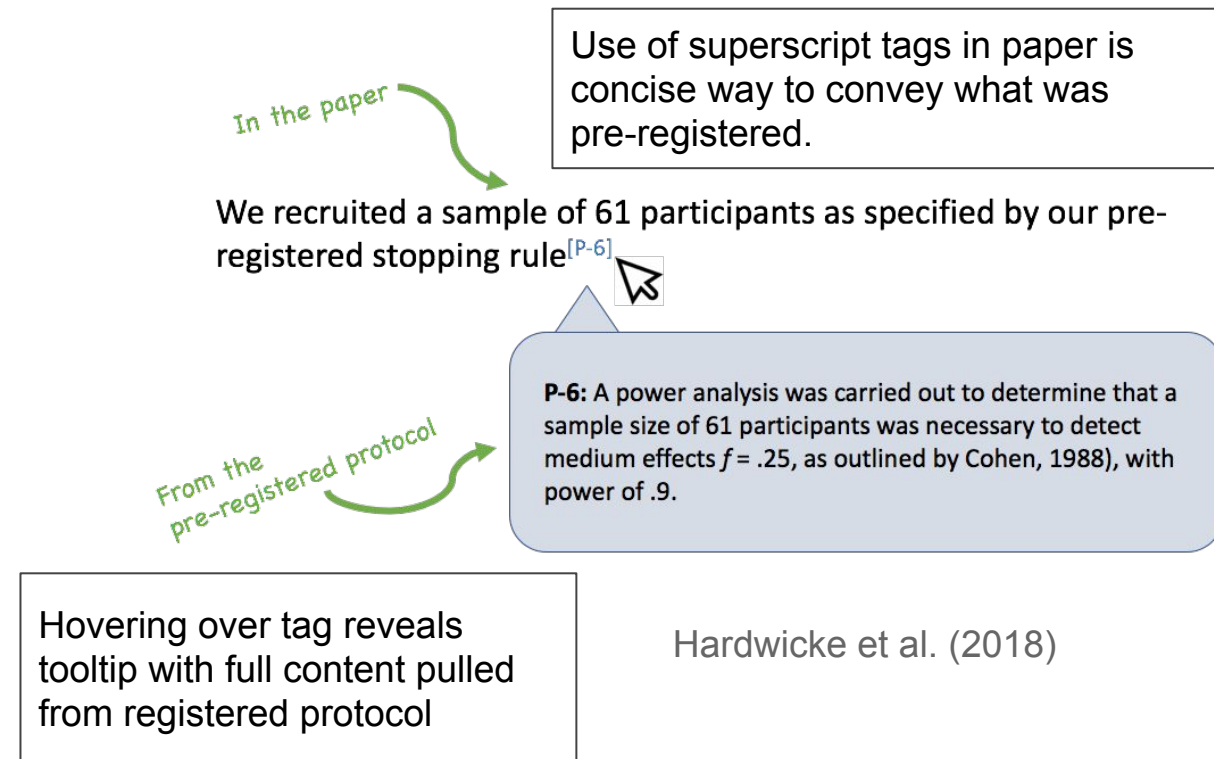 Use of superscript tags in paper is
concise way to convey what was
pre-registered.
In the paper
We recruited a sample of 61 participants as specified by our pre-
registered stopping rule[P-6]
P-6: A power analysis was carried out to determine that a
sample size of 61 participants was necessary to detect
medium effects f = .25, as outlined by Cohen, 1988), with
power of .9.
From the
pre-registered protocol
Hovering over tag reveals
tooltip with full content pulled
from registered protocol
Hardwicke et al. (2018)